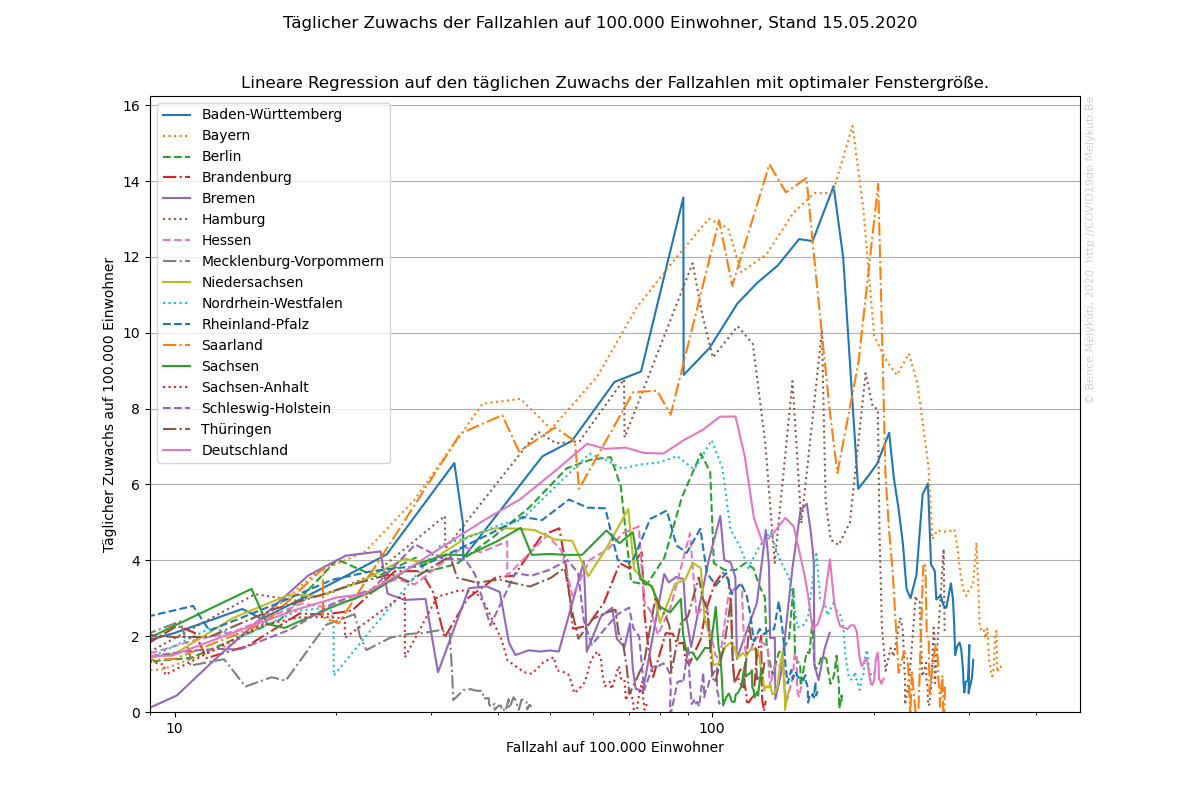 Täglicher Zuwachs der Fallzahlen auf 100.000 Einwohner, Stand 15.05.2020
Lineare Regression auf den täglichen Zuwachs der Fallzahlen mit optimaler Fenstergröße.
Täglicher Zuwachs auf 100.000 Einwohner
16
14
12
10
8
6
4
2
0
Baden-Württemberg
Bayern
Berlin
Brandenburg
Bremen
Hamburg
Hessen
Mecklenburg-Vorpommern
Niedersachsen
Nordrhein-Westfalen
Rheinland-Pfalz
Saarland
Sachsen
Sachsen-Anhalt
Schleswig-Holstein
Thüringen
Deutschland
© Bence Mélykúti, 2020 http://COVID19de.Melykuti.Be
10
100
Fallzahl auf 100.000 Einwohner